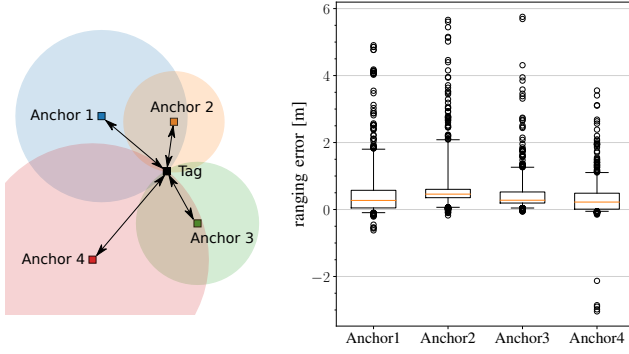 Anchor 1
Anchor 2
Tag
Anchor 3
Anchor 4
ranging error [m]
6
4
2
0
−2
Anchor1 Anchor2 Anchor3 Anchor4